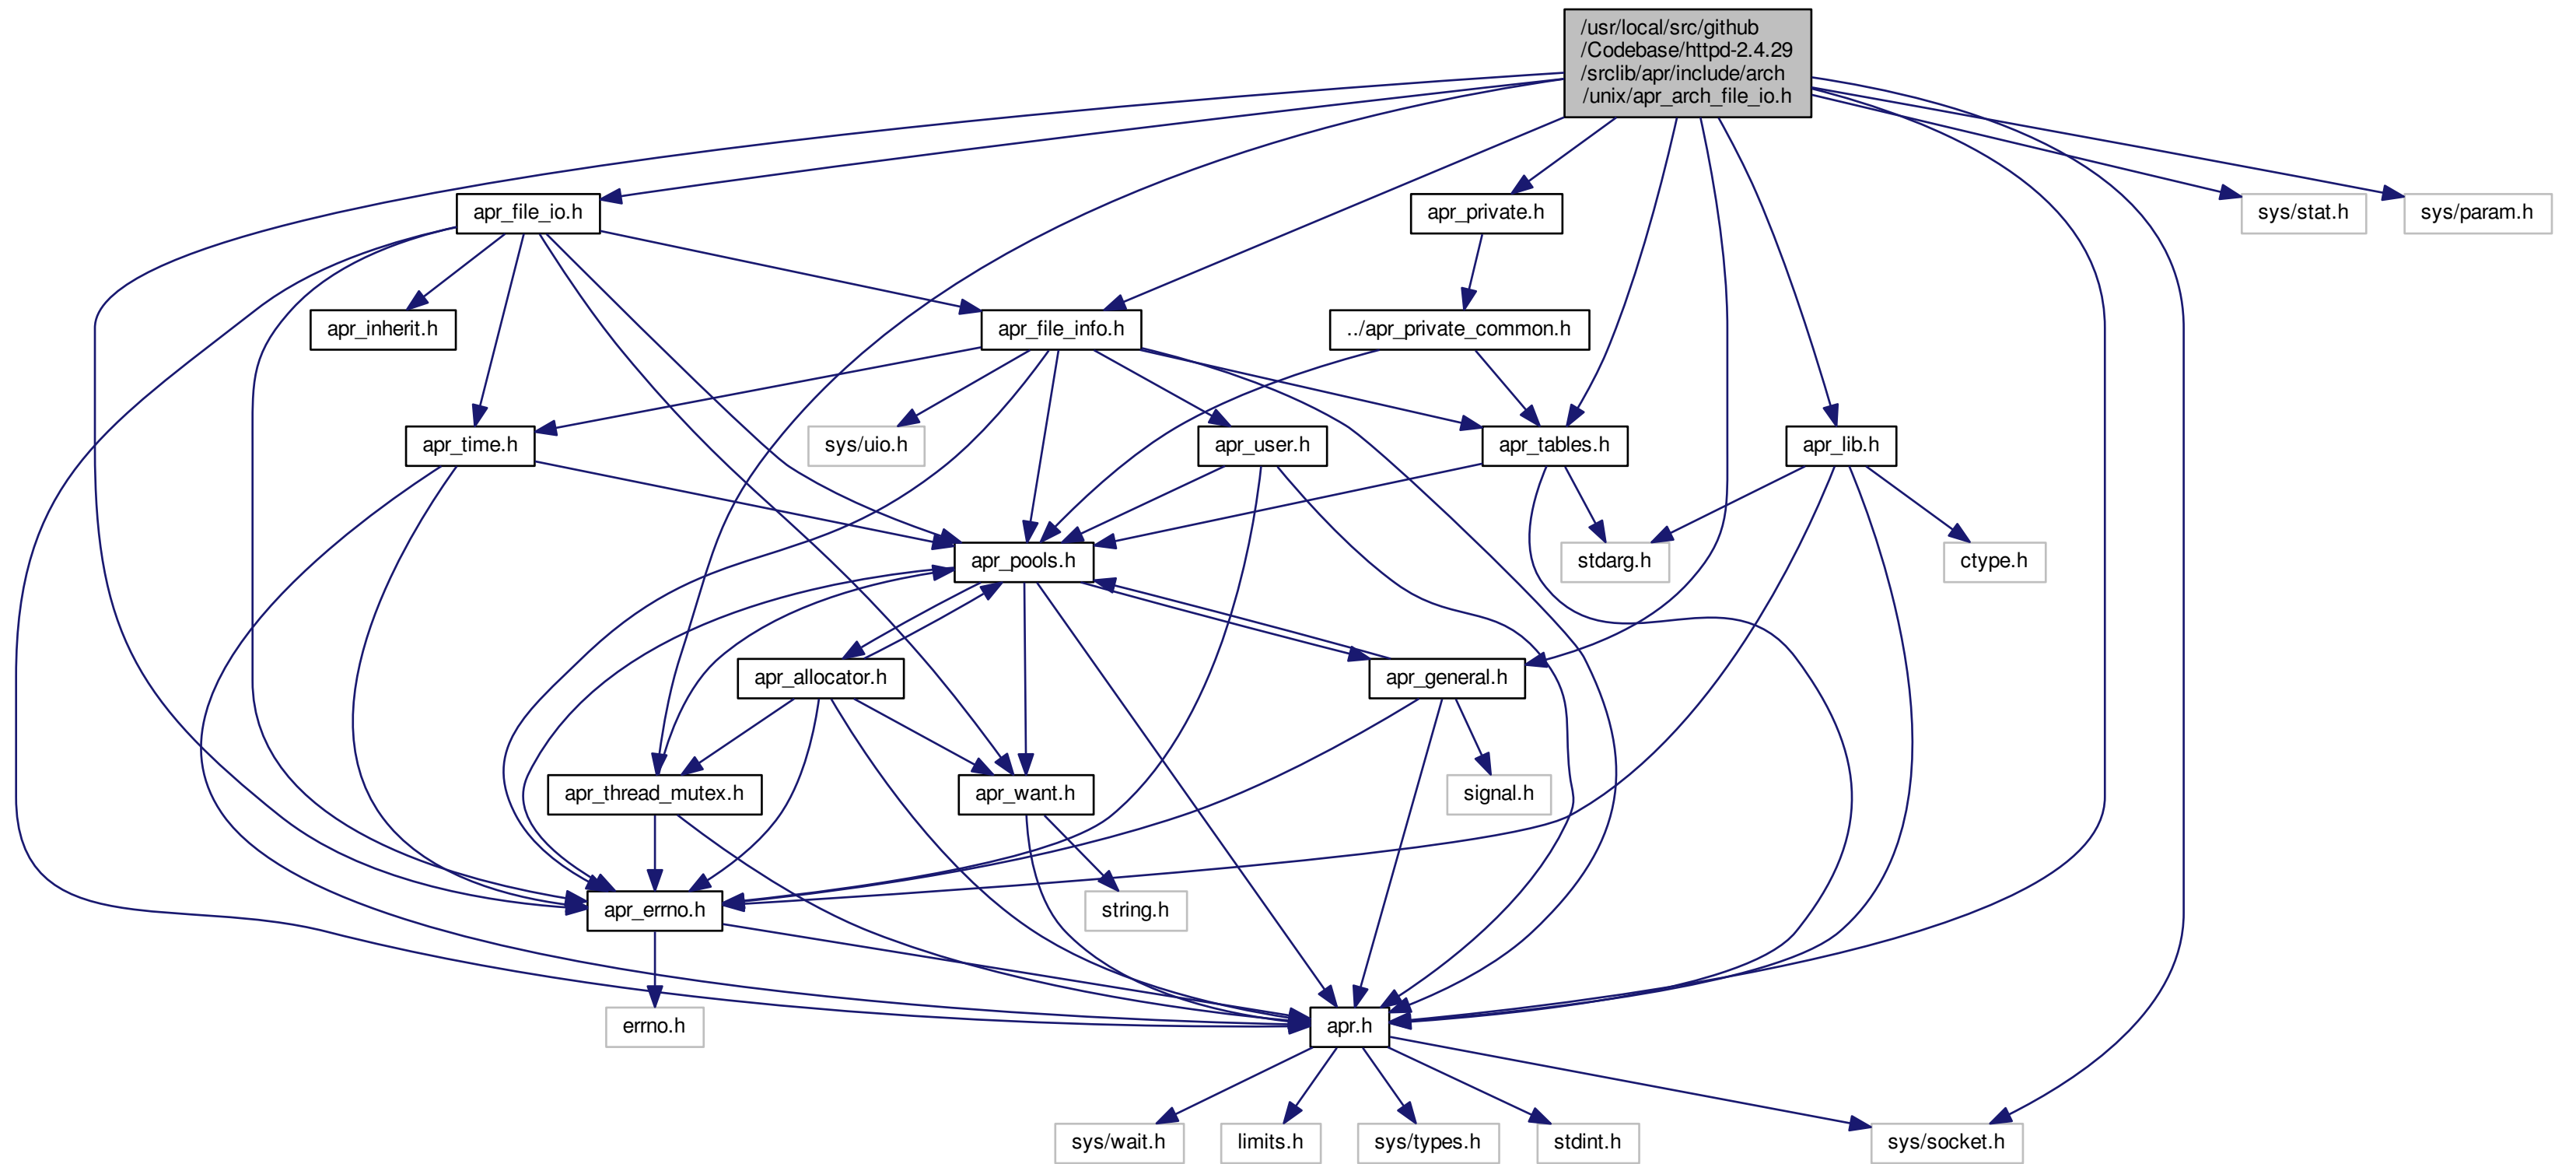 /usr/local/src/github
/Codebase/httpd-2.4.29
/srclib/apr/include/arch
/unix/apr_arch_file_io.h
apr_file_io.h
apr_private.h
sys/stat.h
sys/param.h
apr_inherit.h
apr_file_info.h
../apr_private_common.h
apr_time.h
sys/uio.h
apr_user.h
apr_tables.h
apr_lib.h
apr_pools.h
stdarg.h
ctype.h
apr_allocator.h
apr_general.h
apr_thread_mutex.h
apr_want.h
signal.h
apr_errno.h
string.h
errno.h
apr.h
sys/wait.h
limits.h
sys/types.h
stdint.h
sys/socket.h